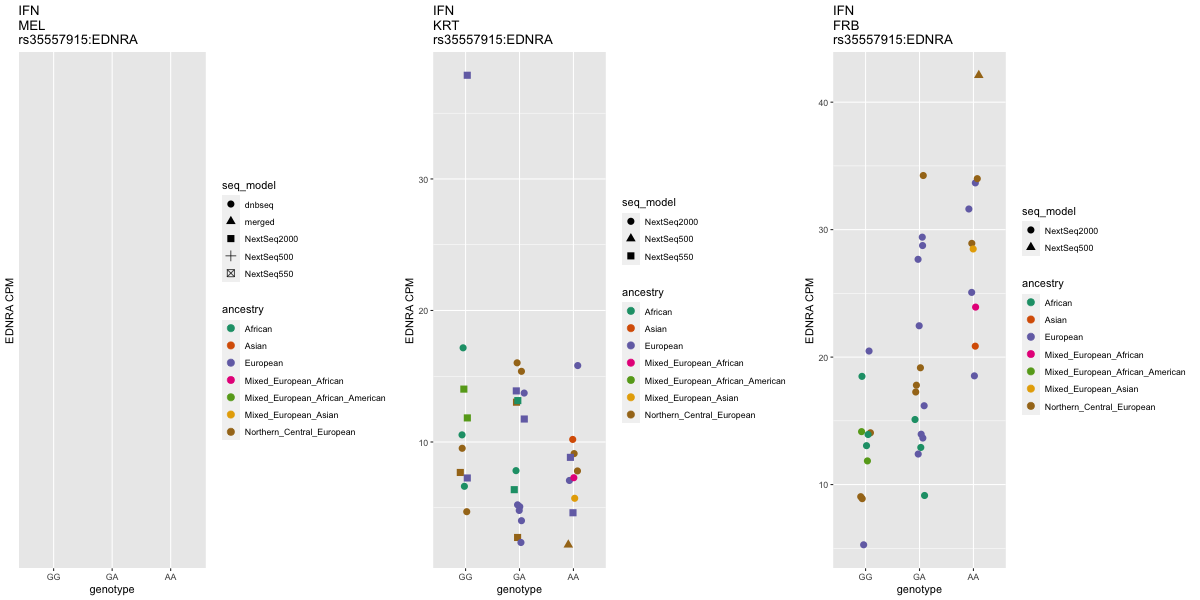 IFN
MEL
rs35557915:EDNRA
EDNRA CPM
GG
GA
AA
genotype
seq_model
dnbseq
merged
NextSeq2000
NextSeq500
NextSeq550
ancestry
African
Asian
European
Mixed_European_African
Mixed_European_African_American
Mixed_European_Asian
Northern_Central_European
IFN
KRT
rs35557915:EDNRA
EDNRA CPM
30
20
10
GG
GA
AA
genotype
seq_model
NextSeq2000
NextSeq500
NextSeq550
ancestry
African
Asian
European
Mixed_European_African
Mixed_European_African_American
Mixed_European_Asian
Northern_Central_European
IFN
FRB
rs35557915:EDNRA
EDNRA CPM
40
30
20
10
GG
GA
AA
genotype
seq_model
NextSeq2000
NextSeq500
ancestry
African
Asian
European
Mixed_European_African
Mixed_European_African_American
Mixed_European_Asian
Northern_Central_European